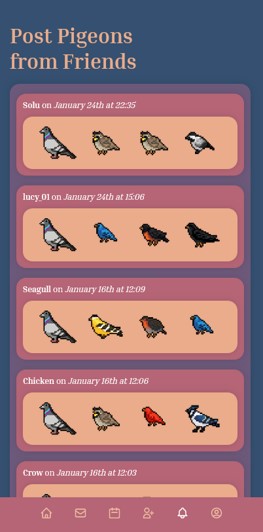 Post Pigeons
from Friends
Solu on January 24th at 22:35
lucy_01 on January 24th at 15:06
Seagull on January 16th at 12:09
Chicken on January 16th at 12:06
Crow on January 16th at 12:03